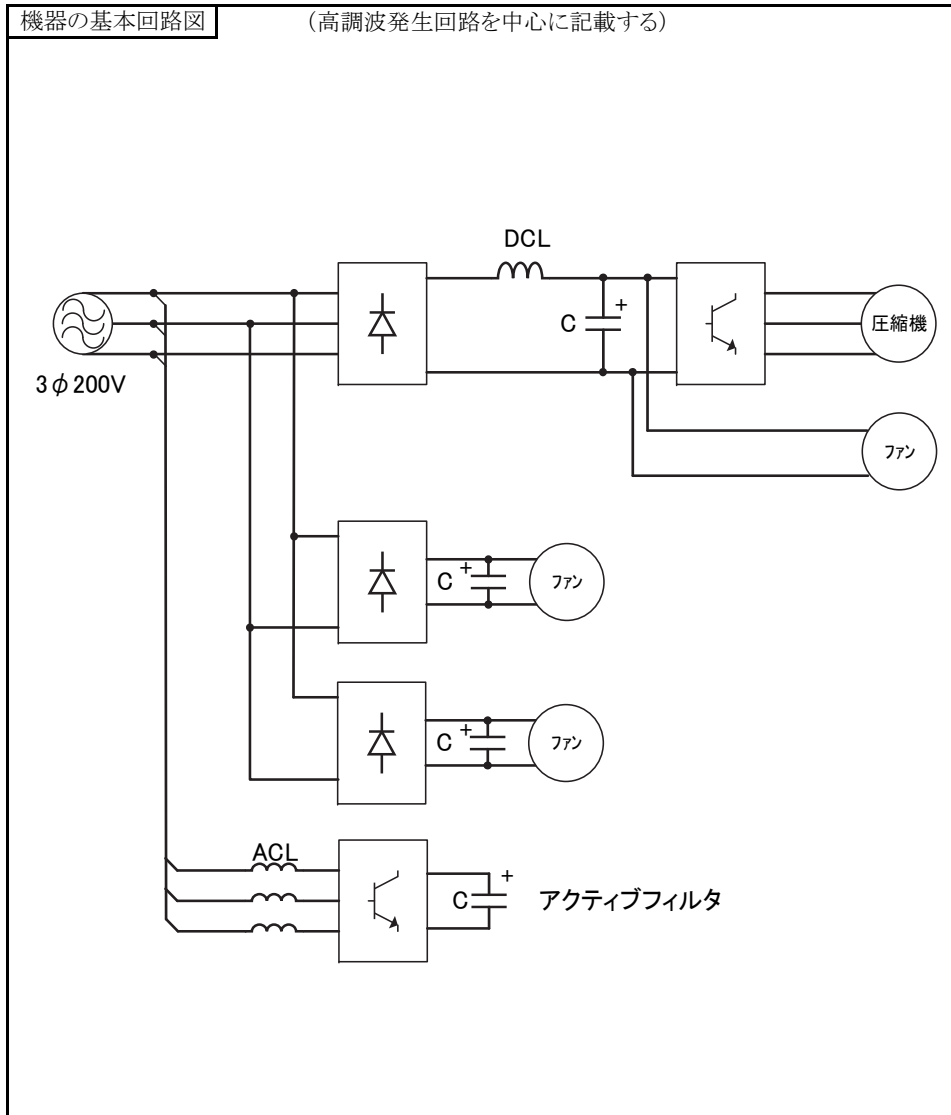 機器の基本回路図
(高調波発生回路を中心に記載する)
DCL
+
C
圧縮機
3φ200V
ファン
+
C
ファン
+
C
ファン
ACL
+
C
アクティブフィルタ